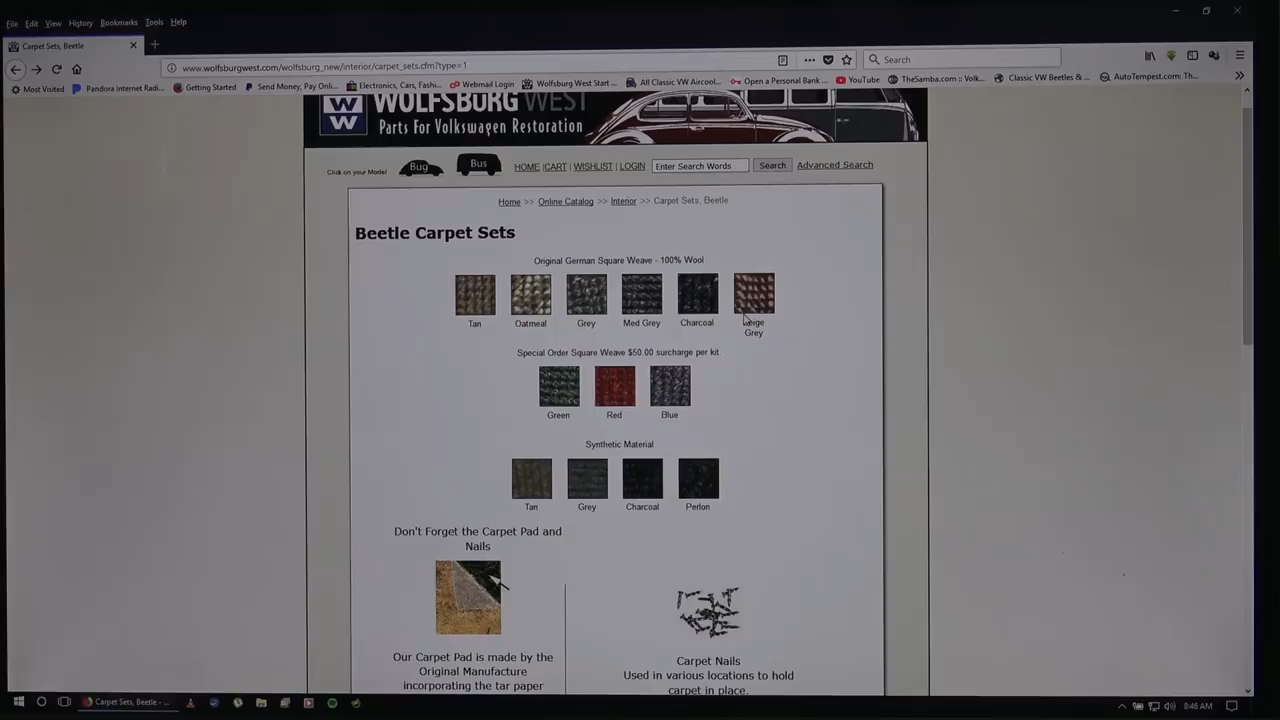 File Edit View History Bookmarks Tools Help
Carpet Sets, Beetle
www.wolfsburgwest.com/wolfsburg_new/interior/carpet_sets.cfm?type=1
Search
Most Visited Pandora Internet Radi... Getting Started Send Money, Pay Onli... Electronics, Cars, Fashi... Webmail Login Wolfsburg West Start ... All Classic VW Aircool... Open a Personal Bank ... YouTube TheSamba.com :: Volk... Classic VW Beetles & ... AutoTempest.com: Th...
WOLFSBURG WEST
Parts For Volkswagen Restoration
Click on your Model Bug Bus HOME |CART | WISHLIST | LOGIN Enter Search Words Search Advanced Search
Home >> Online Catalog >> Interior >> Carpet Sets, Beetle
Beetle Carpet Sets
Original German Square Weave - 100% Wool
Tan Oatmeal Grey Med Grey Charcoal
Grey
Special Order Square Weave $50.00 surcharge per kit.
Green Red Blue
Synthetic Material
Tan Grey Charcoal Perlon
Don't Forget the Carpet Pad and
Nails
Our Carpet Pad is made by the
Original Manufacture
incorporating the tar paper
Carpet Nails
Used in various locations to hold
carpet in place.
Carpet Sets, Beetle - ...
8:46 AM